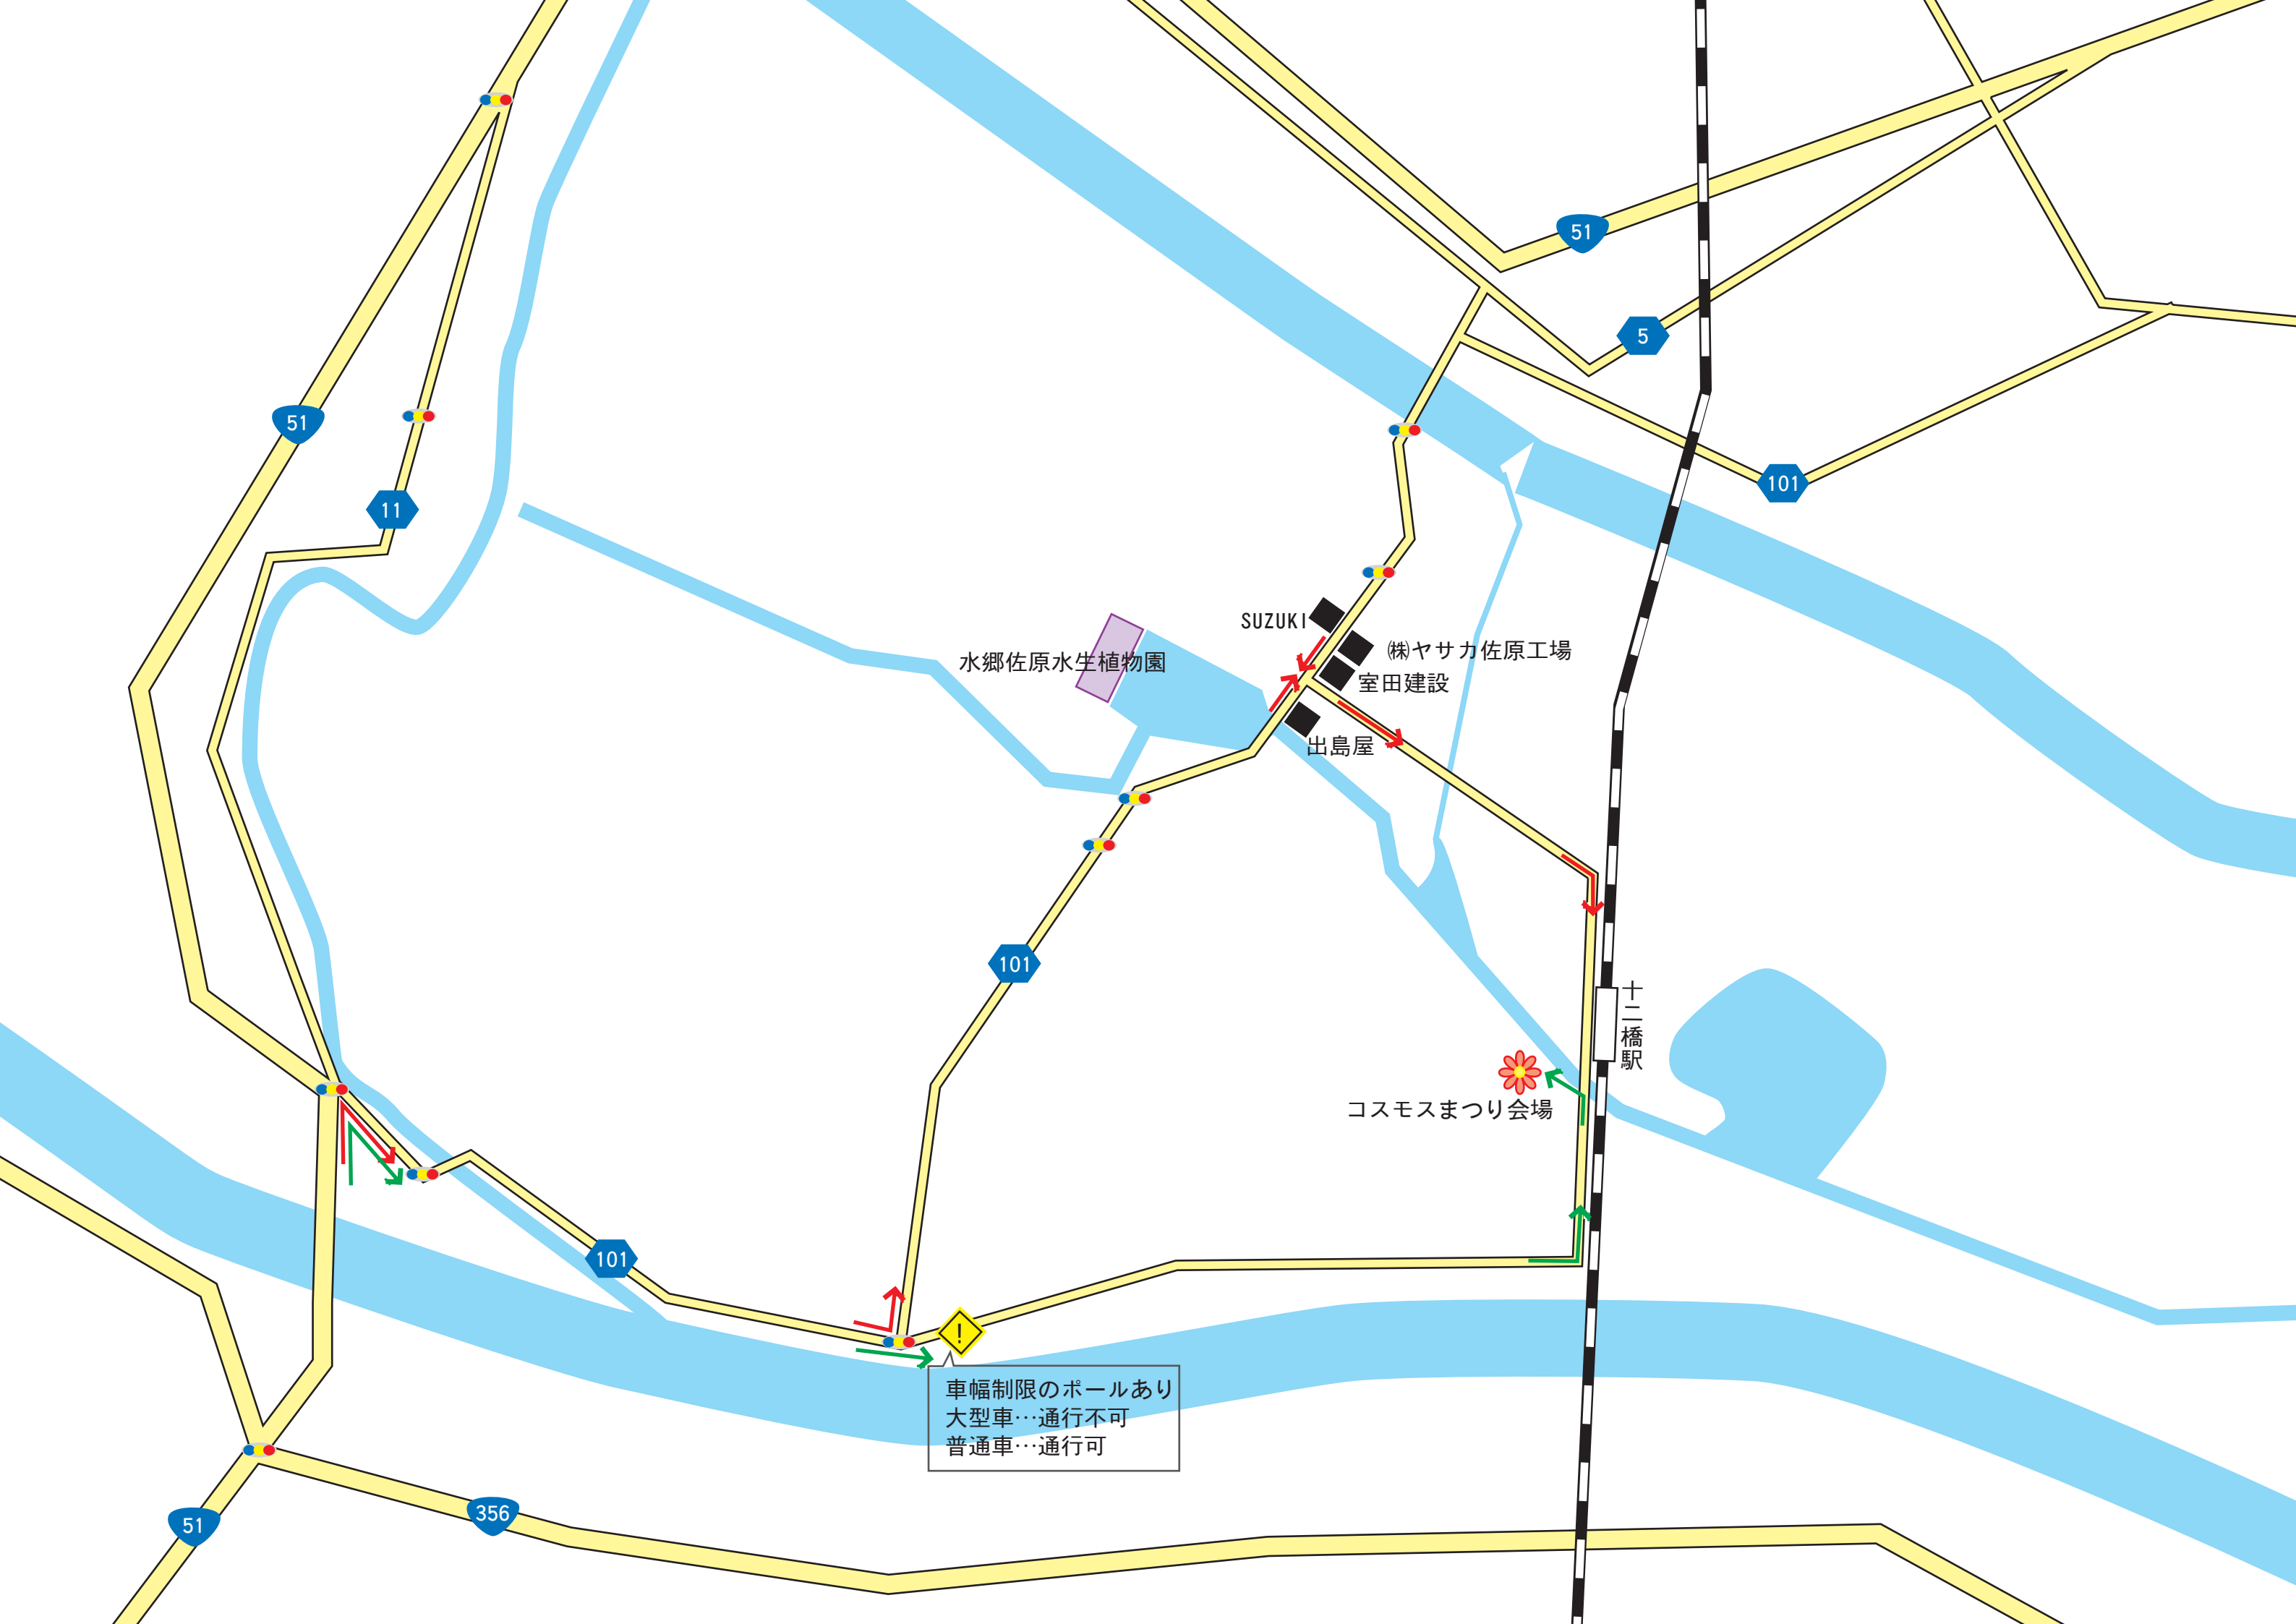 51
5
51
101
11
SUZUKI
㈱ヤサカ佐原工場
水郷佐原水生植物園
室田建設
出島屋
101
十二橋駅
コスモスまつり会場
101
!
車幅制限のポールあり
大型車…通行不可
普通車…通行可
356
51